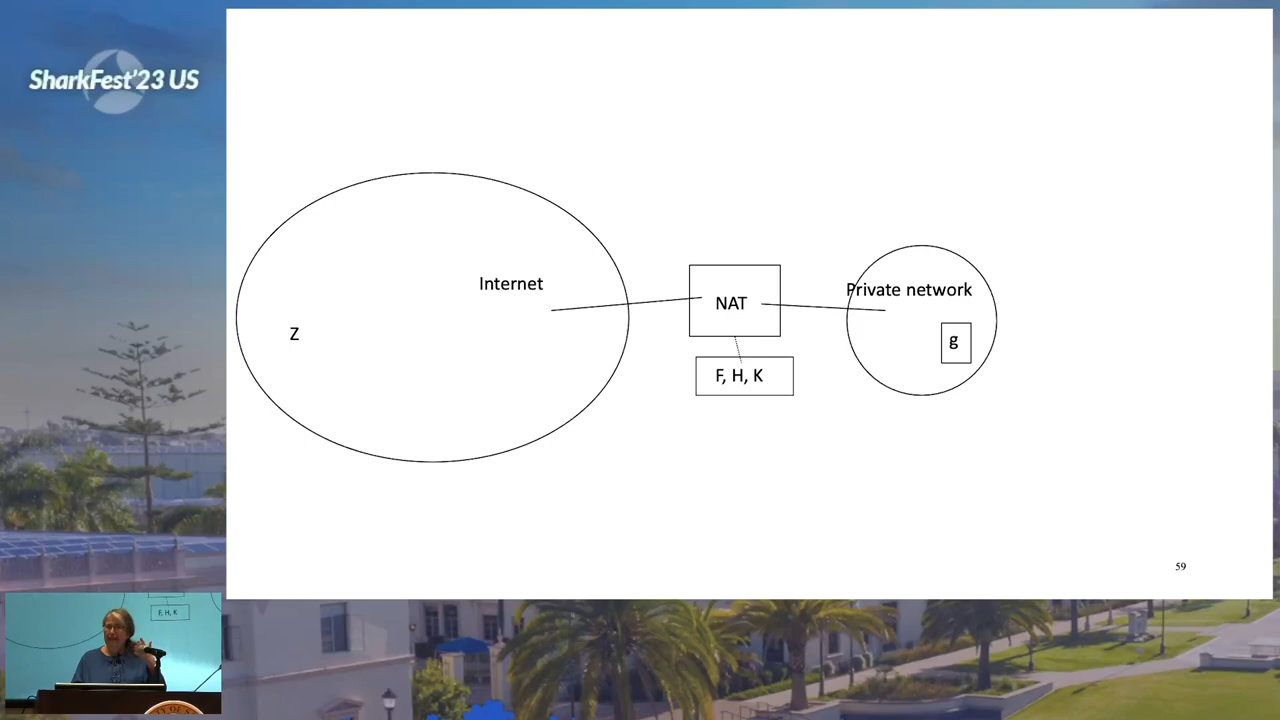 SharkFest'23 US
Internet
Z
NAT
F, H, K
Private network
g
59
F, H, K